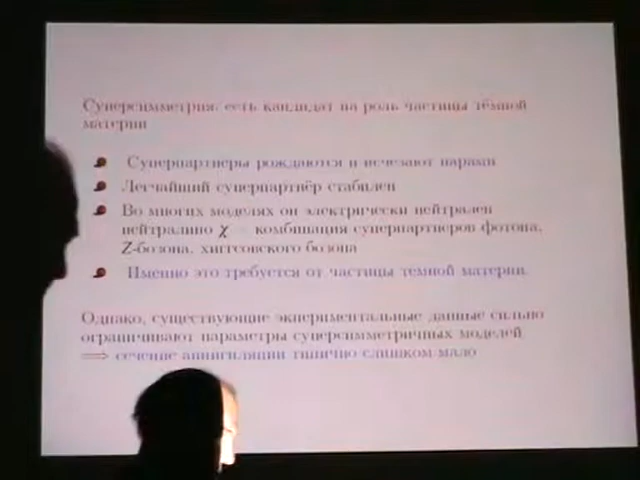 Суперсимметрия: есть кандидат на роль частицы тёмной
материи
Суперпартнеры рождаются и исчезают парами
Легчайший суперпартнёр стабилен
Во многих моделях он электрически нейтрален
нейтралино χ – комбинация суперпартнеров фотона,
Z-бозона, хиггсовского бозона
Именно это требуется от частицы темной материи.
Однако, существующие экпериментальные данные сильно
ограничивают параметры суперсимметричных моделей
⟹ сечение аннигиляции типично слишком мало